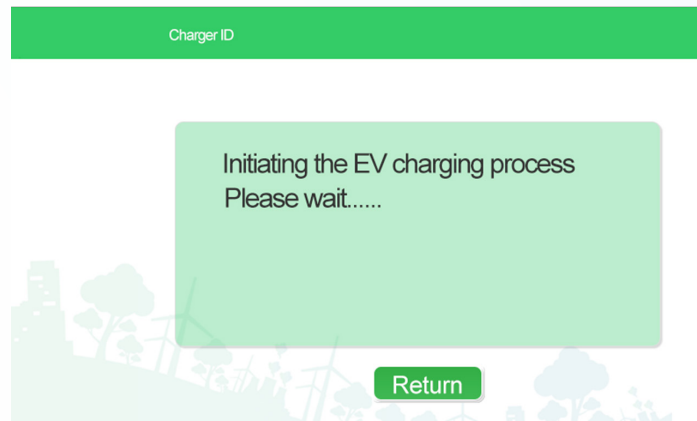 Charger ID
Initiating the EV charging process
Please wait......
Return